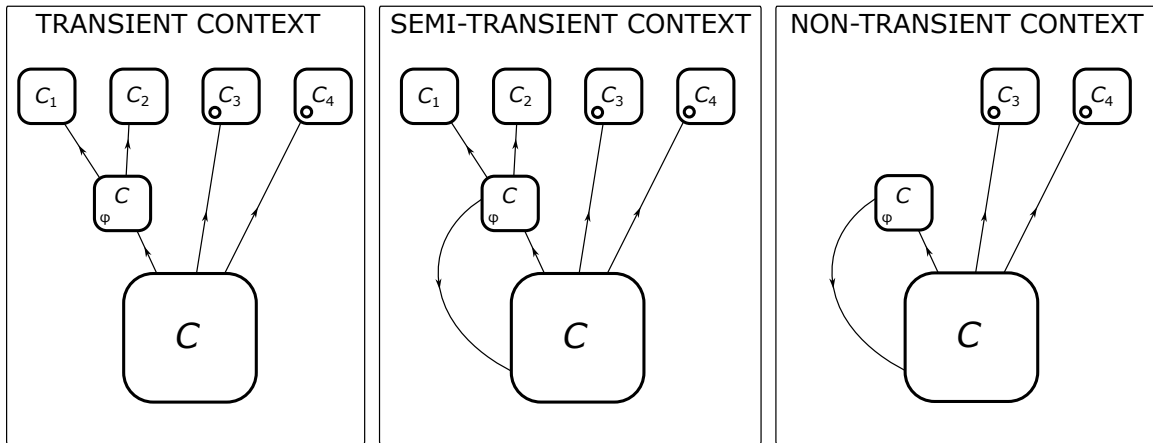 TRANSIENT CONTEXT
C₁ C₂ C₃ C₄
C
φ
C
SEMI-TRANSIENT CONTEXT
C₁ C₂ C₃ C₄
C
φ
C
NON-TRANSIENT CONTEXT
C₃ C₄
C
φ
C